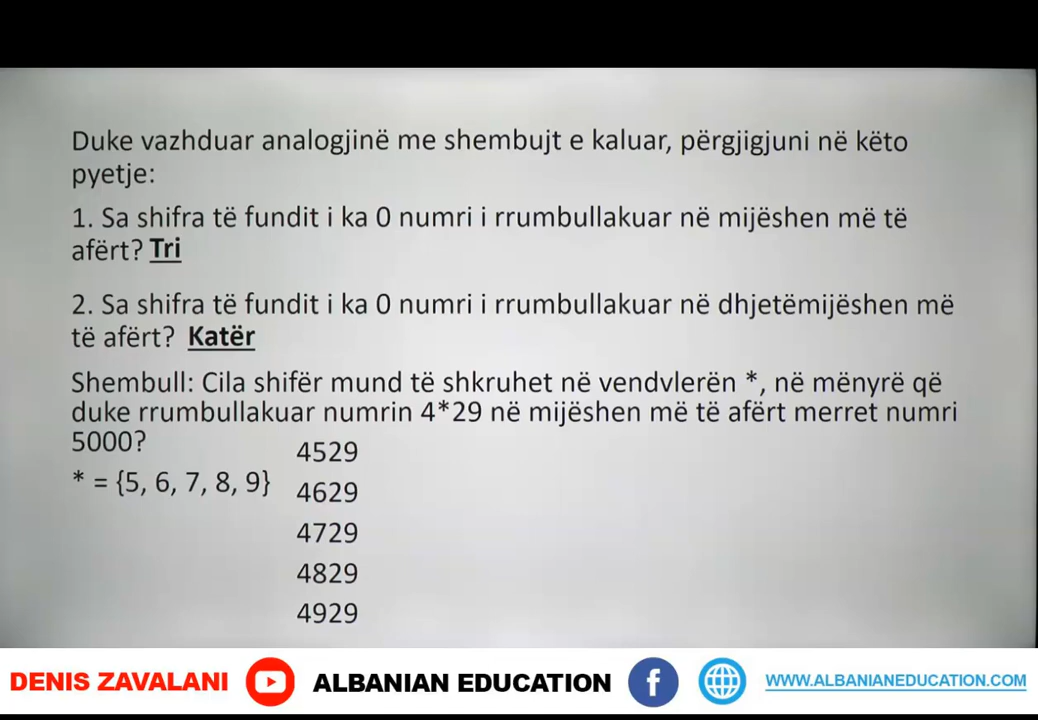 Duke vazhduar analogjinë me shembujt e kaluar, përgjigjuni në këto
pyetje:
1. Sa shifra të fundit i ka 0 numri i rrumbullakuar në mijëshen më të
afërt? Tri
2. Sa shifra të fundit i ka 0 numri i rrumbullakuar në dhjetëmijëshen më
të afërt? Katër
Shembull: Cila shifër mund të shkruhet në vendvlerën *, në mënyrë që
duke rrumbullakuar numrin 4*29 në mijëshen më të afërt merret numri
5000?
* = {5, 6, 7, 8, 9}
4529
4629
4729
4829
4929
DENIS ZAVALANI
ALBANIAN EDUCATION
f
WWW.ALBANIANEDUCATION.COM